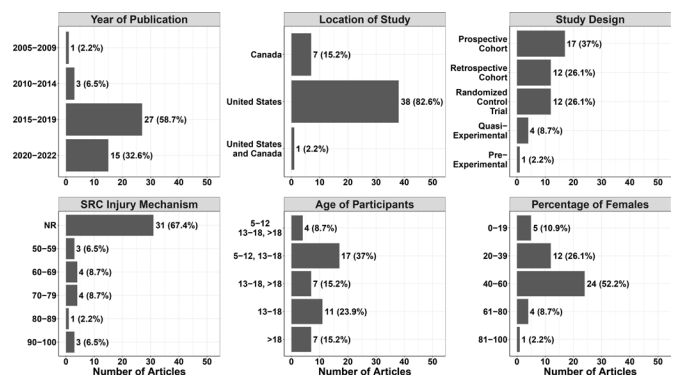 Year of Publication
2005−2009
1 (2.2%)
2010−2014
3 (6.5%)
2015−2019
27 (58.7%)
2020−2022
15 (32.6%)
0 10 20 30 40 50
Location of Study
Canada
7 (15.2%)
United States
38 (82.6%)
United States
and Canada
1 (2.2%)
0 10 20 30 40 50
Study Design
Prospective
Cohort
17 (37%)
Retrospective
Cohort
12 (26.1%)
Randomized
Control
Trial
12 (26.1%)
Quasi−
Experimental
4 (8.7%)
Pre−
Experimental
1 (2.2%)
0 10 20 30 40 50
SRC Injury Mechanism
NR
31 (67.4%)
50−59
3 (6.5%)
60−69
4 (8.7%)
70−79
4 (8.7%)
80−89
1 (2.2%)
90−100
3 (6.5%)
0 10 20 30 40 50
Number of Articles
Age of Participants
5−12
13−18, >18
4 (8.7%)
5−12, 13−18
17 (37%)
13−18, >18
7 (15.2%)
13−18
11 (23.9%)
>18
7 (15.2%)
0 10 20 30 40 50
Number of Articles
Percentage of Females
0−19
5 (10.9%)
20−39
12 (26.1%)
40−60
24 (52.2%)
61−80
4 (8.7%)
81−100
1 (2.2%)
0 10 20 30 40 50
Number of Articles